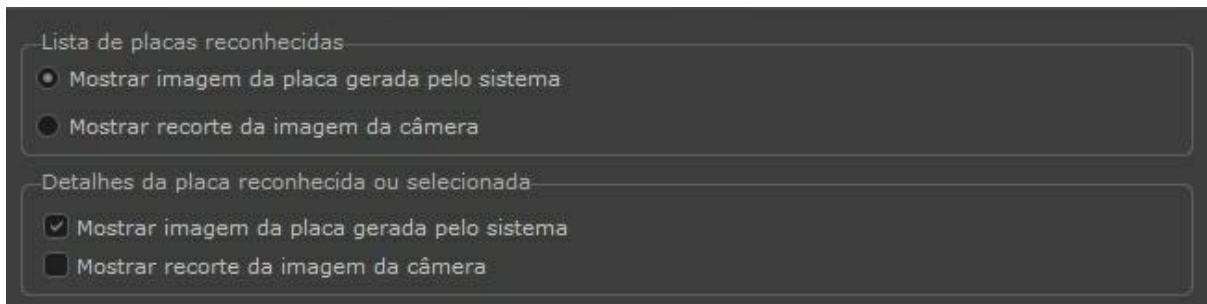 Lista de placas reconhecidas
Mostrar imagem da placa gerada pelo sistema
Mostrar recorte da imagem da câmera
Detalhes da placa reconhecida ou selecionada
Mostrar imagem da placa gerada pelo sistema
Mostrar recorte da imagem da câmera